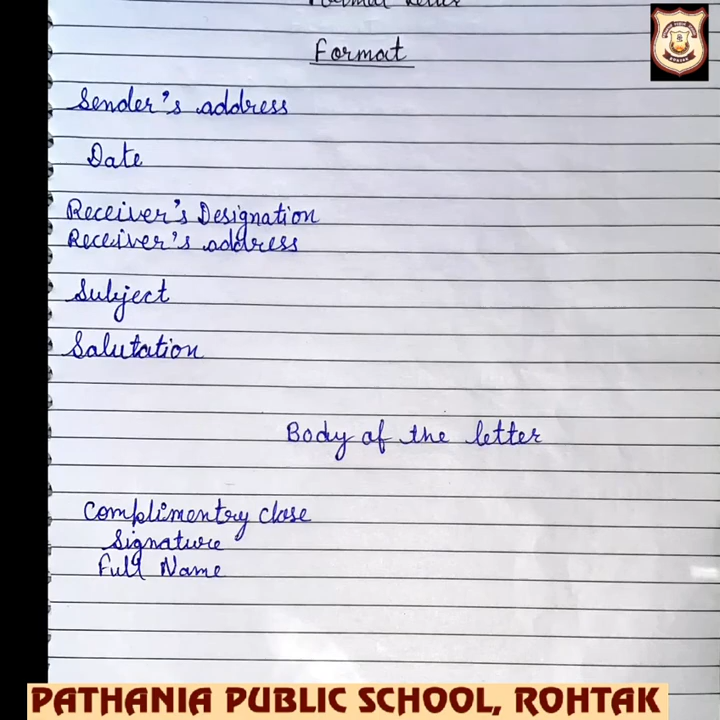 Format
Sender's address
Date
Receiver's Designation
Receiver's address
Subject
Salutation
Body of the letter
Complimentry close
Signature
Full Name
PATHANIA PUBLIC SCHOOL, ROHTAK